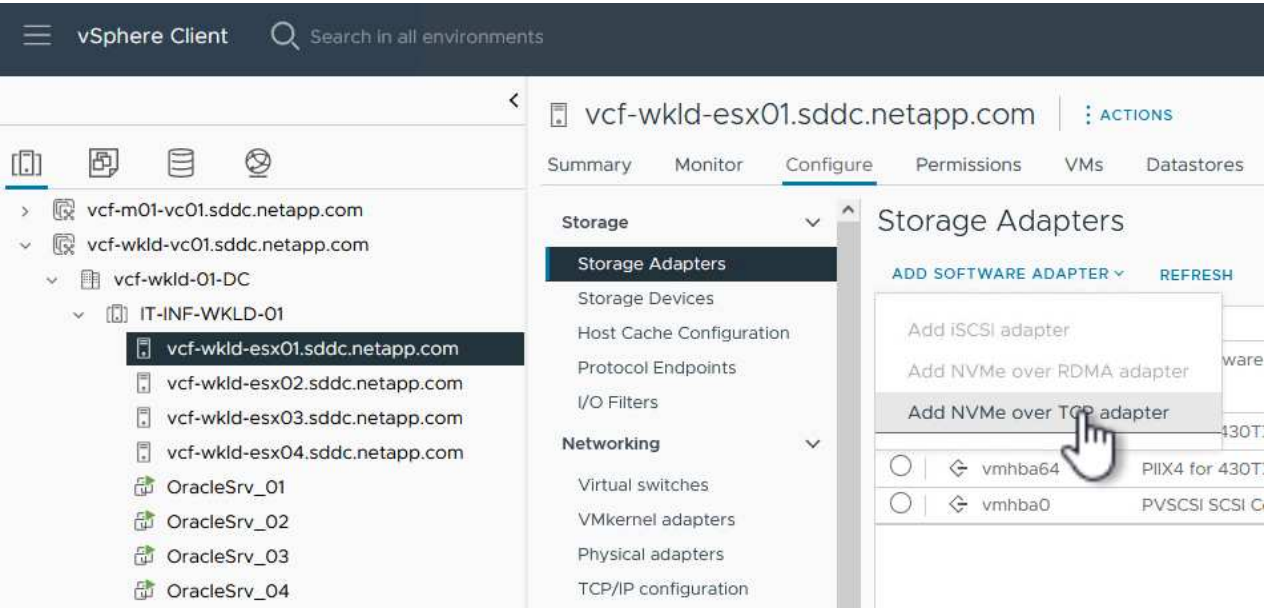 vSphere Client
Search in all environments
vcf-wkld-esx01.sddc.netapp.com
ACTIONS
Summary Monitor Configure Permissions VMs Datastores
vcf-m01-vc01.sddc.netapp.com
vcf-wkld-vc01.sddc.netapp.com
vcf-wkld-01-DC
IT-INF-WKLD-01
vcf-wkld-esx01.sddc.netapp.com
vcf-wkld-esx02.sddc.netapp.com
vcf-wkld-esx03.sddc.netapp.com
vcf-wkld-esx04.sddc.netapp.com
OracleSrv_01
OracleSrv_02
OracleSrv_03
OracleSrv_04
Storage
Storage Adapters
Storage Devices
Host Cache Configuration
Protocol Endpoints
I/O Filters
Networking
Virtual switches
VMkernel adapters
Physical adapters
TCP/IP configuration
Storage Adapters
ADD SOFTWARE ADAPTER REFRESH
Add iSCSI adapter
Add NVMe over RDMA adapter
Add NVMe over TCP adapter
vmhba64 PIIX4 for
vmhba0 PVSCSI SCSI